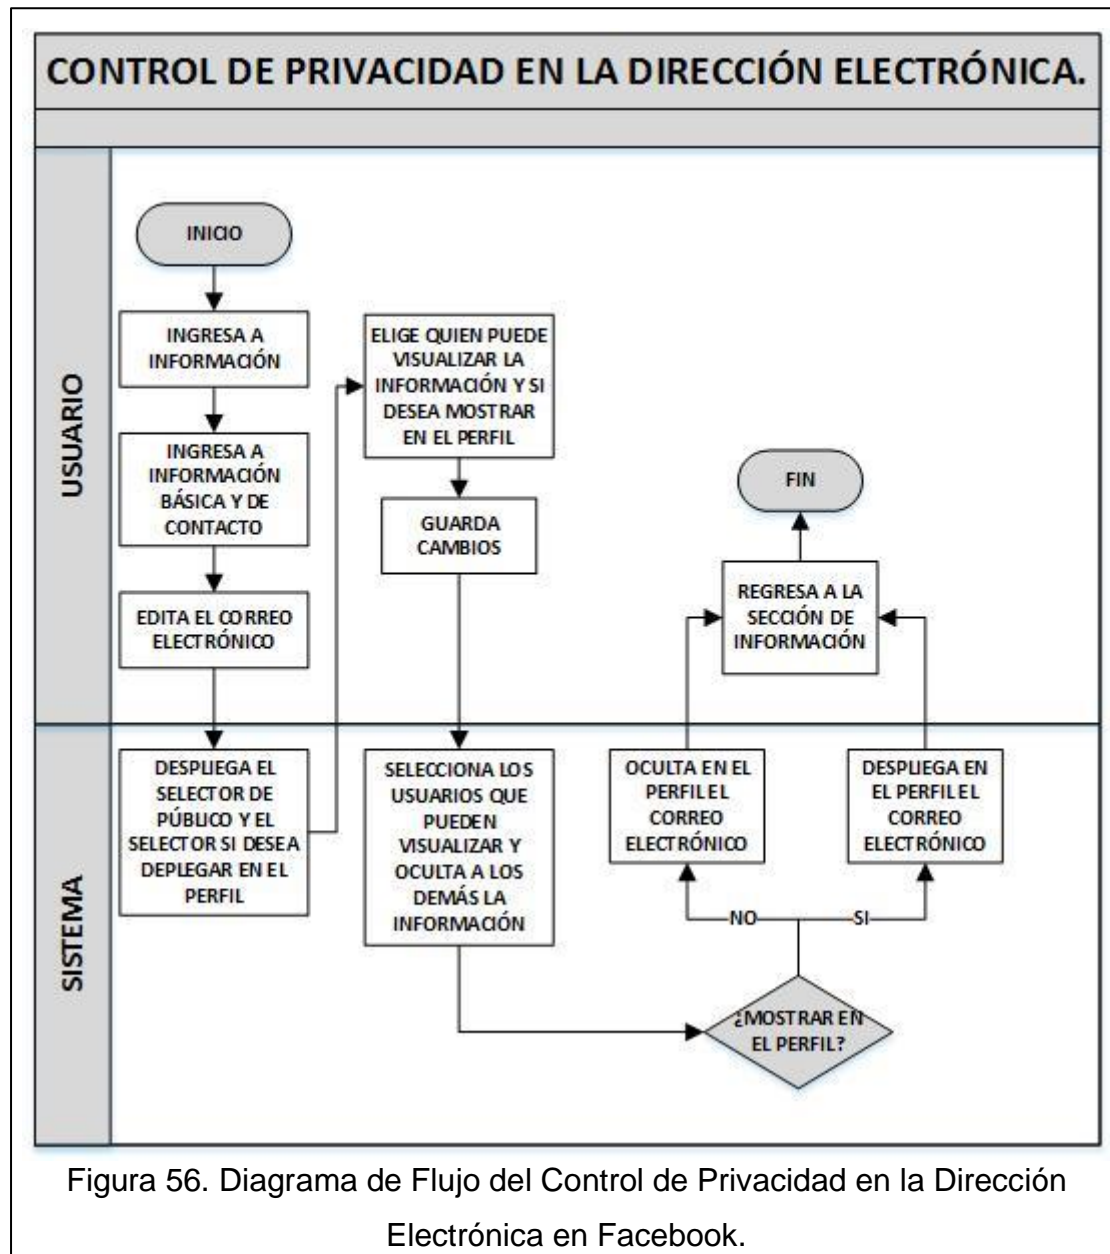 CONTROL DE PRIVACIDAD EN LA DIRECCIÓN ELECTRÓNICA.
USUARIO
INICIO
INGRESA A
INFORMACIÓN
INGRESA A
INFORMACIÓN
BÁSICA Y DE
CONTACTO
EDITA EL CORREO
ELECTRÓNICO
ELIGE QUIEN PUEDE
VISUALIZAR LA
INFORMACIÓN Y SI
DESEA MOSTRAR
EN EL PERFIL
GUARDA
CAMBIOS
FIN
REGRESA A LA
SECCIÓN DE
INFORMACIÓN
SISTEMA
DESPLIEGA EL
SELECTOR DE
PÚBLICO Y EL
SELECTOR SI DESEA
DEPLEGAR EN EL
PERFIL
SELECCIONA LOS
USUARIOS QUE
PUEDEN
VISUALIZAR Y
OCULTA A LOS
DEMÁS LA
INFORMACIÓN
OCULTA EN EL
PERFIL EL
CORREO
ELECTRÓNICO
DESPLIEGA EN
EL PERFIL EL
CORREO
ELECTRÓNICO
NO
SI
¿MOSTRAR EN
EL PERFIL?
Figura 56. Diagrama de Flujo del Control de Privacidad en la Dirección
Electrónica en Facebook.